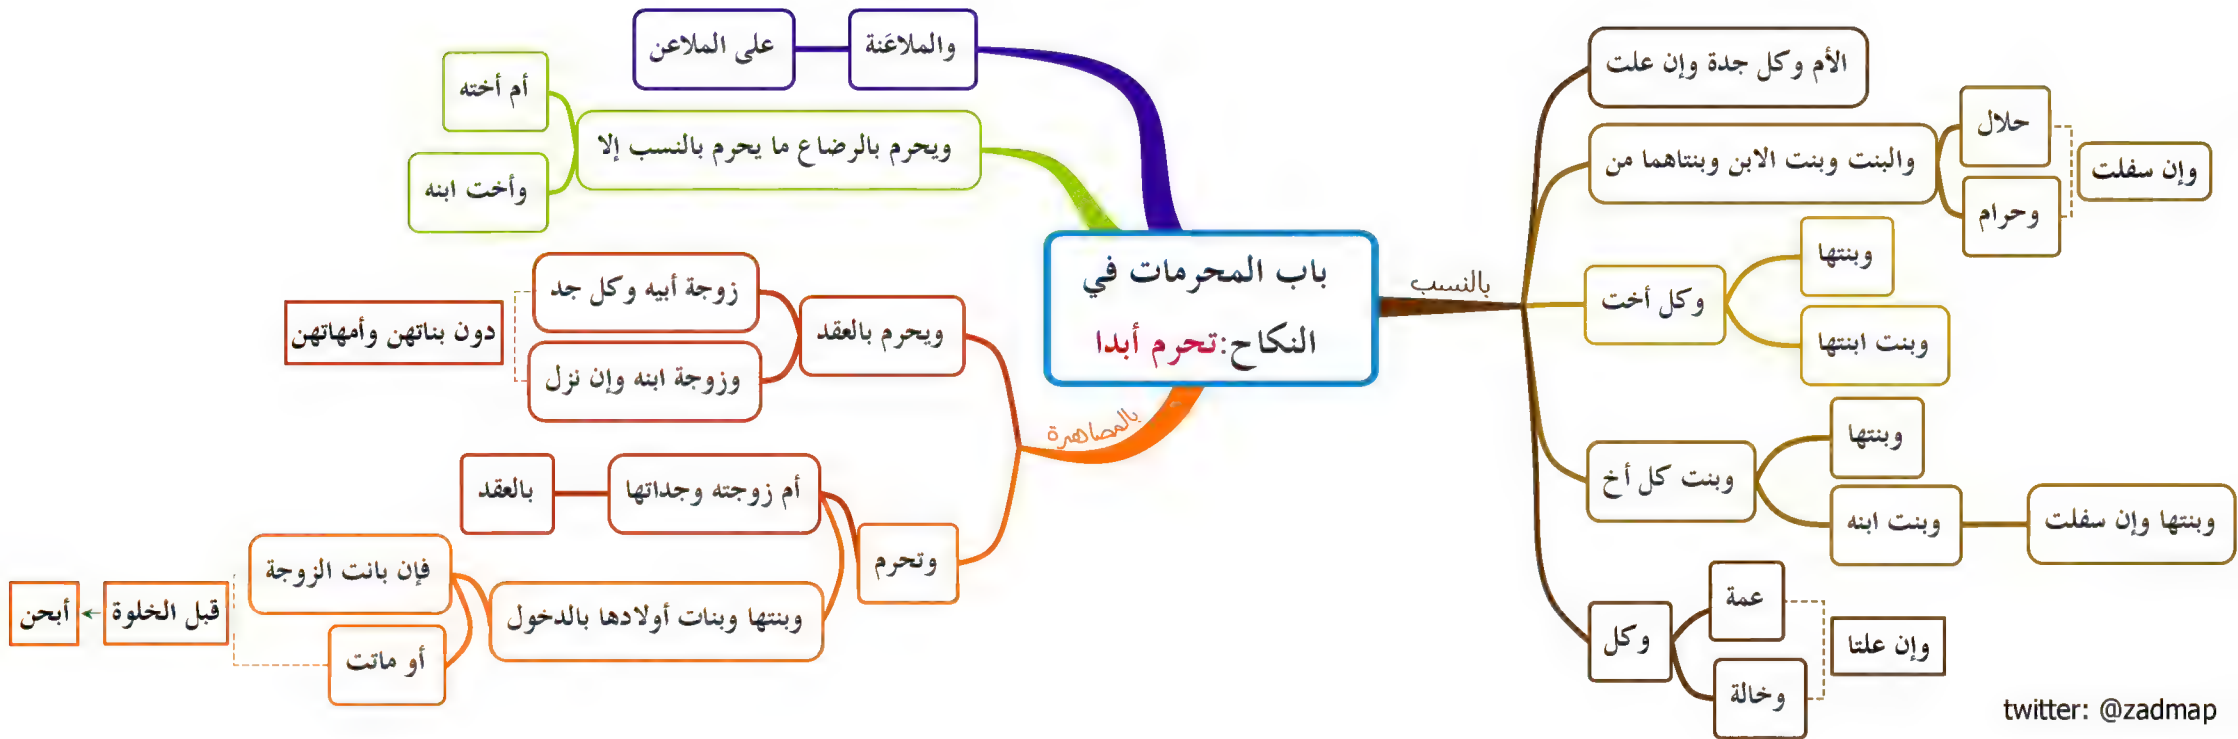 باب المحرمات في
النكاح:تحرم أبدا
بالنسب
الأم وكل جدة وإن علت
والبنت وبنت الابن وبنتاهما من
حلال
وحرام
وإن سفلت
وكل أخت
وبنتها
وبنت ابنتها
وبنت كل أخ
وبنتها
وبنت ابنه
وبنتها وإن سفلت
وكل
عمة
وخالة
وإن علتا
والملاعَنة
على الملاعن
ويحرم بالرضاع ما يحرم بالنسب إلا
أم أخته
وأخت ابنه
بالمصاهرة
ويحرم بالعقد
زوجة أبيه وكل جد
وزوجة ابنه وإن نزل
دون بناتهن وأمهاتهن
وتحرم
أم زوجته وجداتها
بالعقد
وبنتها وبنات أولادها بالدخول
فإن بانت الزوجة
أو ماتت
قبل الخلوة
أبحن
twitter: @zadmap